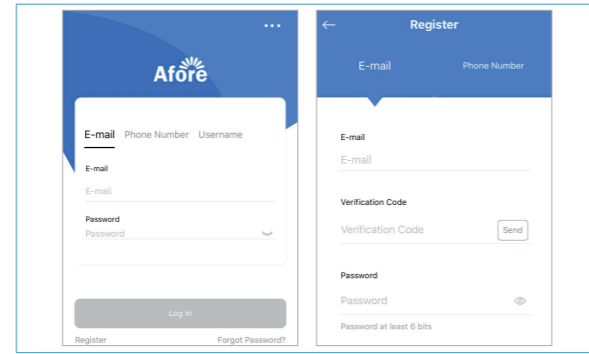 Afore
E-mail Phone Number Username
E-mail
E-mail
Password
Password
Log In
Register Forgot Password?
Register
E-mail Phone Number
E-mail
E-mail
Verification Code
Verification Code Send
Password
Password
Password at least 6 bits